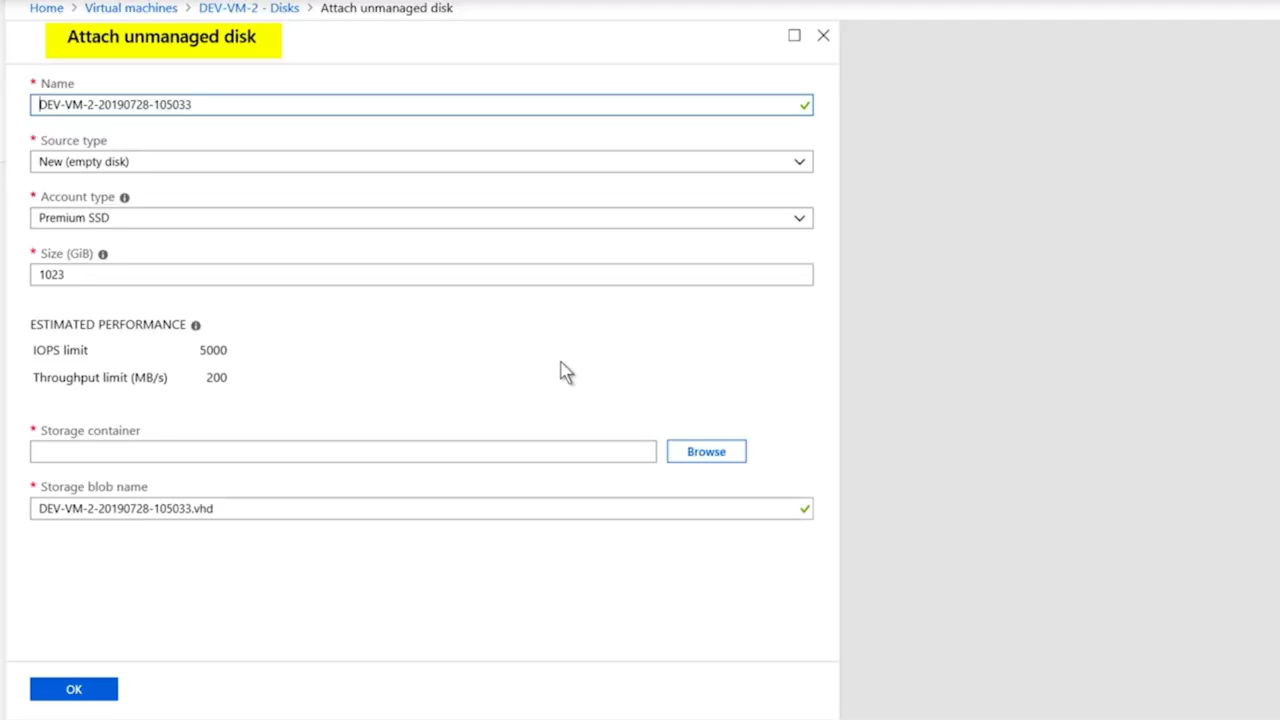 Home > Virtual machines > DEV-VM-2 - Disks > Attach unmanaged disk
Attach unmanaged disk
* Name
DEV-VM-2-20190728-105033
* Source type
New (empty disk)
* Account type
Premium SSD
* Size (GiB)
1023
ESTIMATED PERFORMANCE
IOPS limit 5000
Throughput limit (MB/s) 200
* Storage container
Browse
* Storage blob name
DEV-VM-2-20190728-105033.vhd
OK